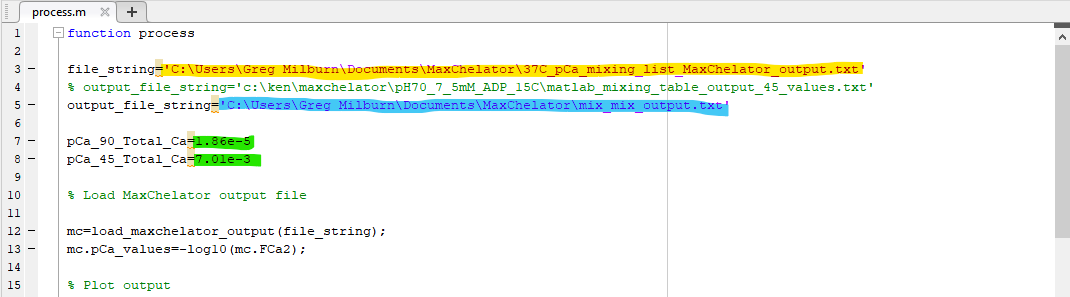 process.m × +
1 function process
2
3 – file_string='C:\Users\Greg Milburn\Documents\MaxChelator\37C_pCa_mixing_list_MaxChelator_output.txt'
4 % output_file_string='c:\ken\maxchelator\pH70_7_5mM_ADP_15C\matlab_mixing_table_output_45_values.txt'
5 – output_file_string='C:\Users\Greg Milburn\Documents\MaxChelator\mix_mix_output.txt'
6
7 – pCa_90_Total_Ca=1.86e-5
8 – pCa_45_Total_Ca=7.01e-3
9
10 % Load MaxChelator output file
11
12 – mc=load_maxchelator_output(file_string);
13 – mc.pCa_values=-log10(mc.FCa2);
14
15 % Plot output